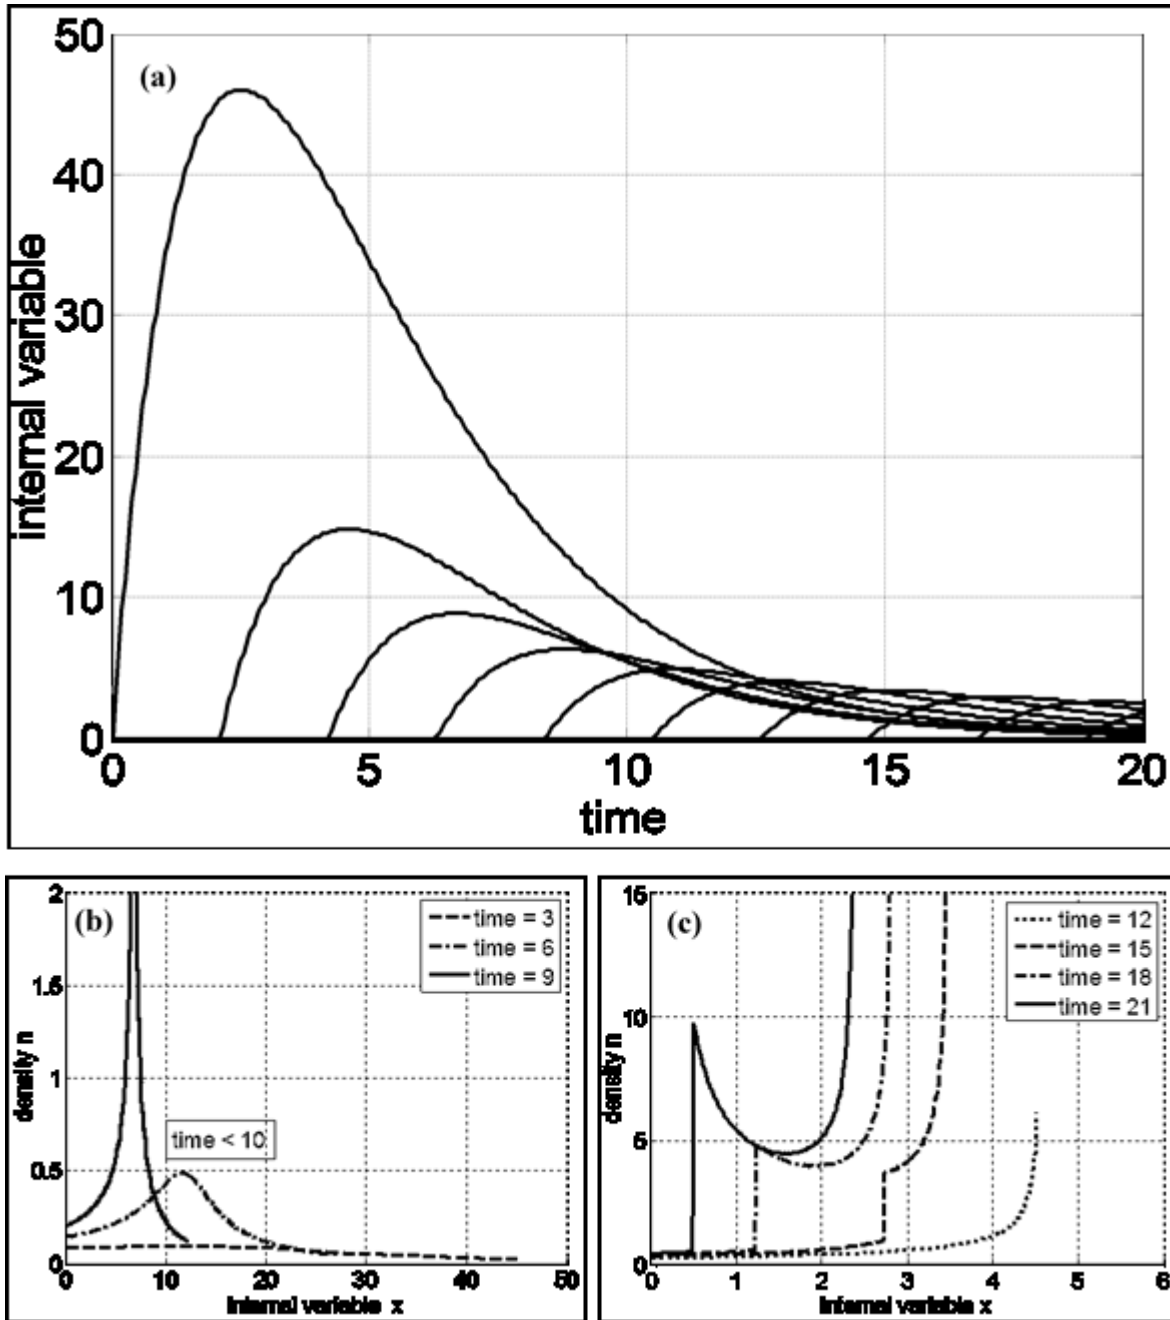 (a)
50
40
30
20
10
0
internal variable
0 5 10 15 20
time
(b)
2
1.5
1
0.5
0
density n
time = 3
time = 6
time = 9
time < 10
0 10 20 30 40 50
Internal variable x
(c)
15
10
5
0
density n
time = 12
time = 15
time = 18
time = 21
0 1 2 3 4 5 6
Internal variable x